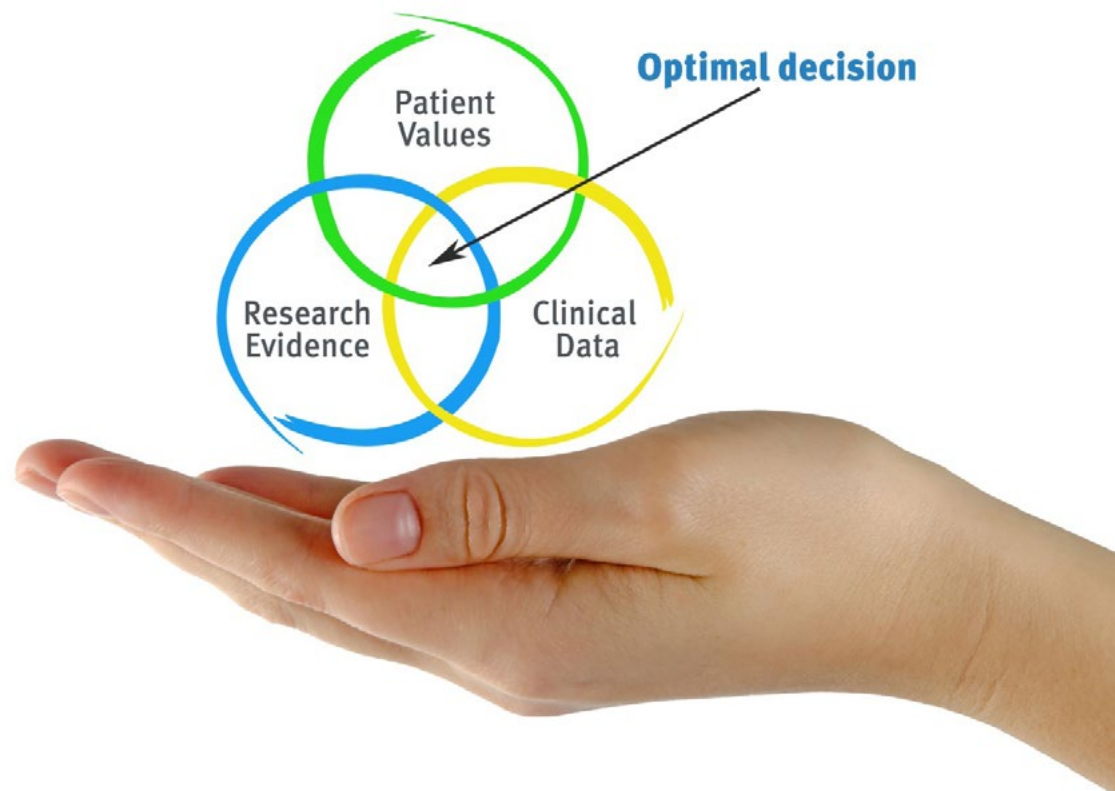 Optimal decision
Patient
Values
Research
Evidence
Clinical
Data